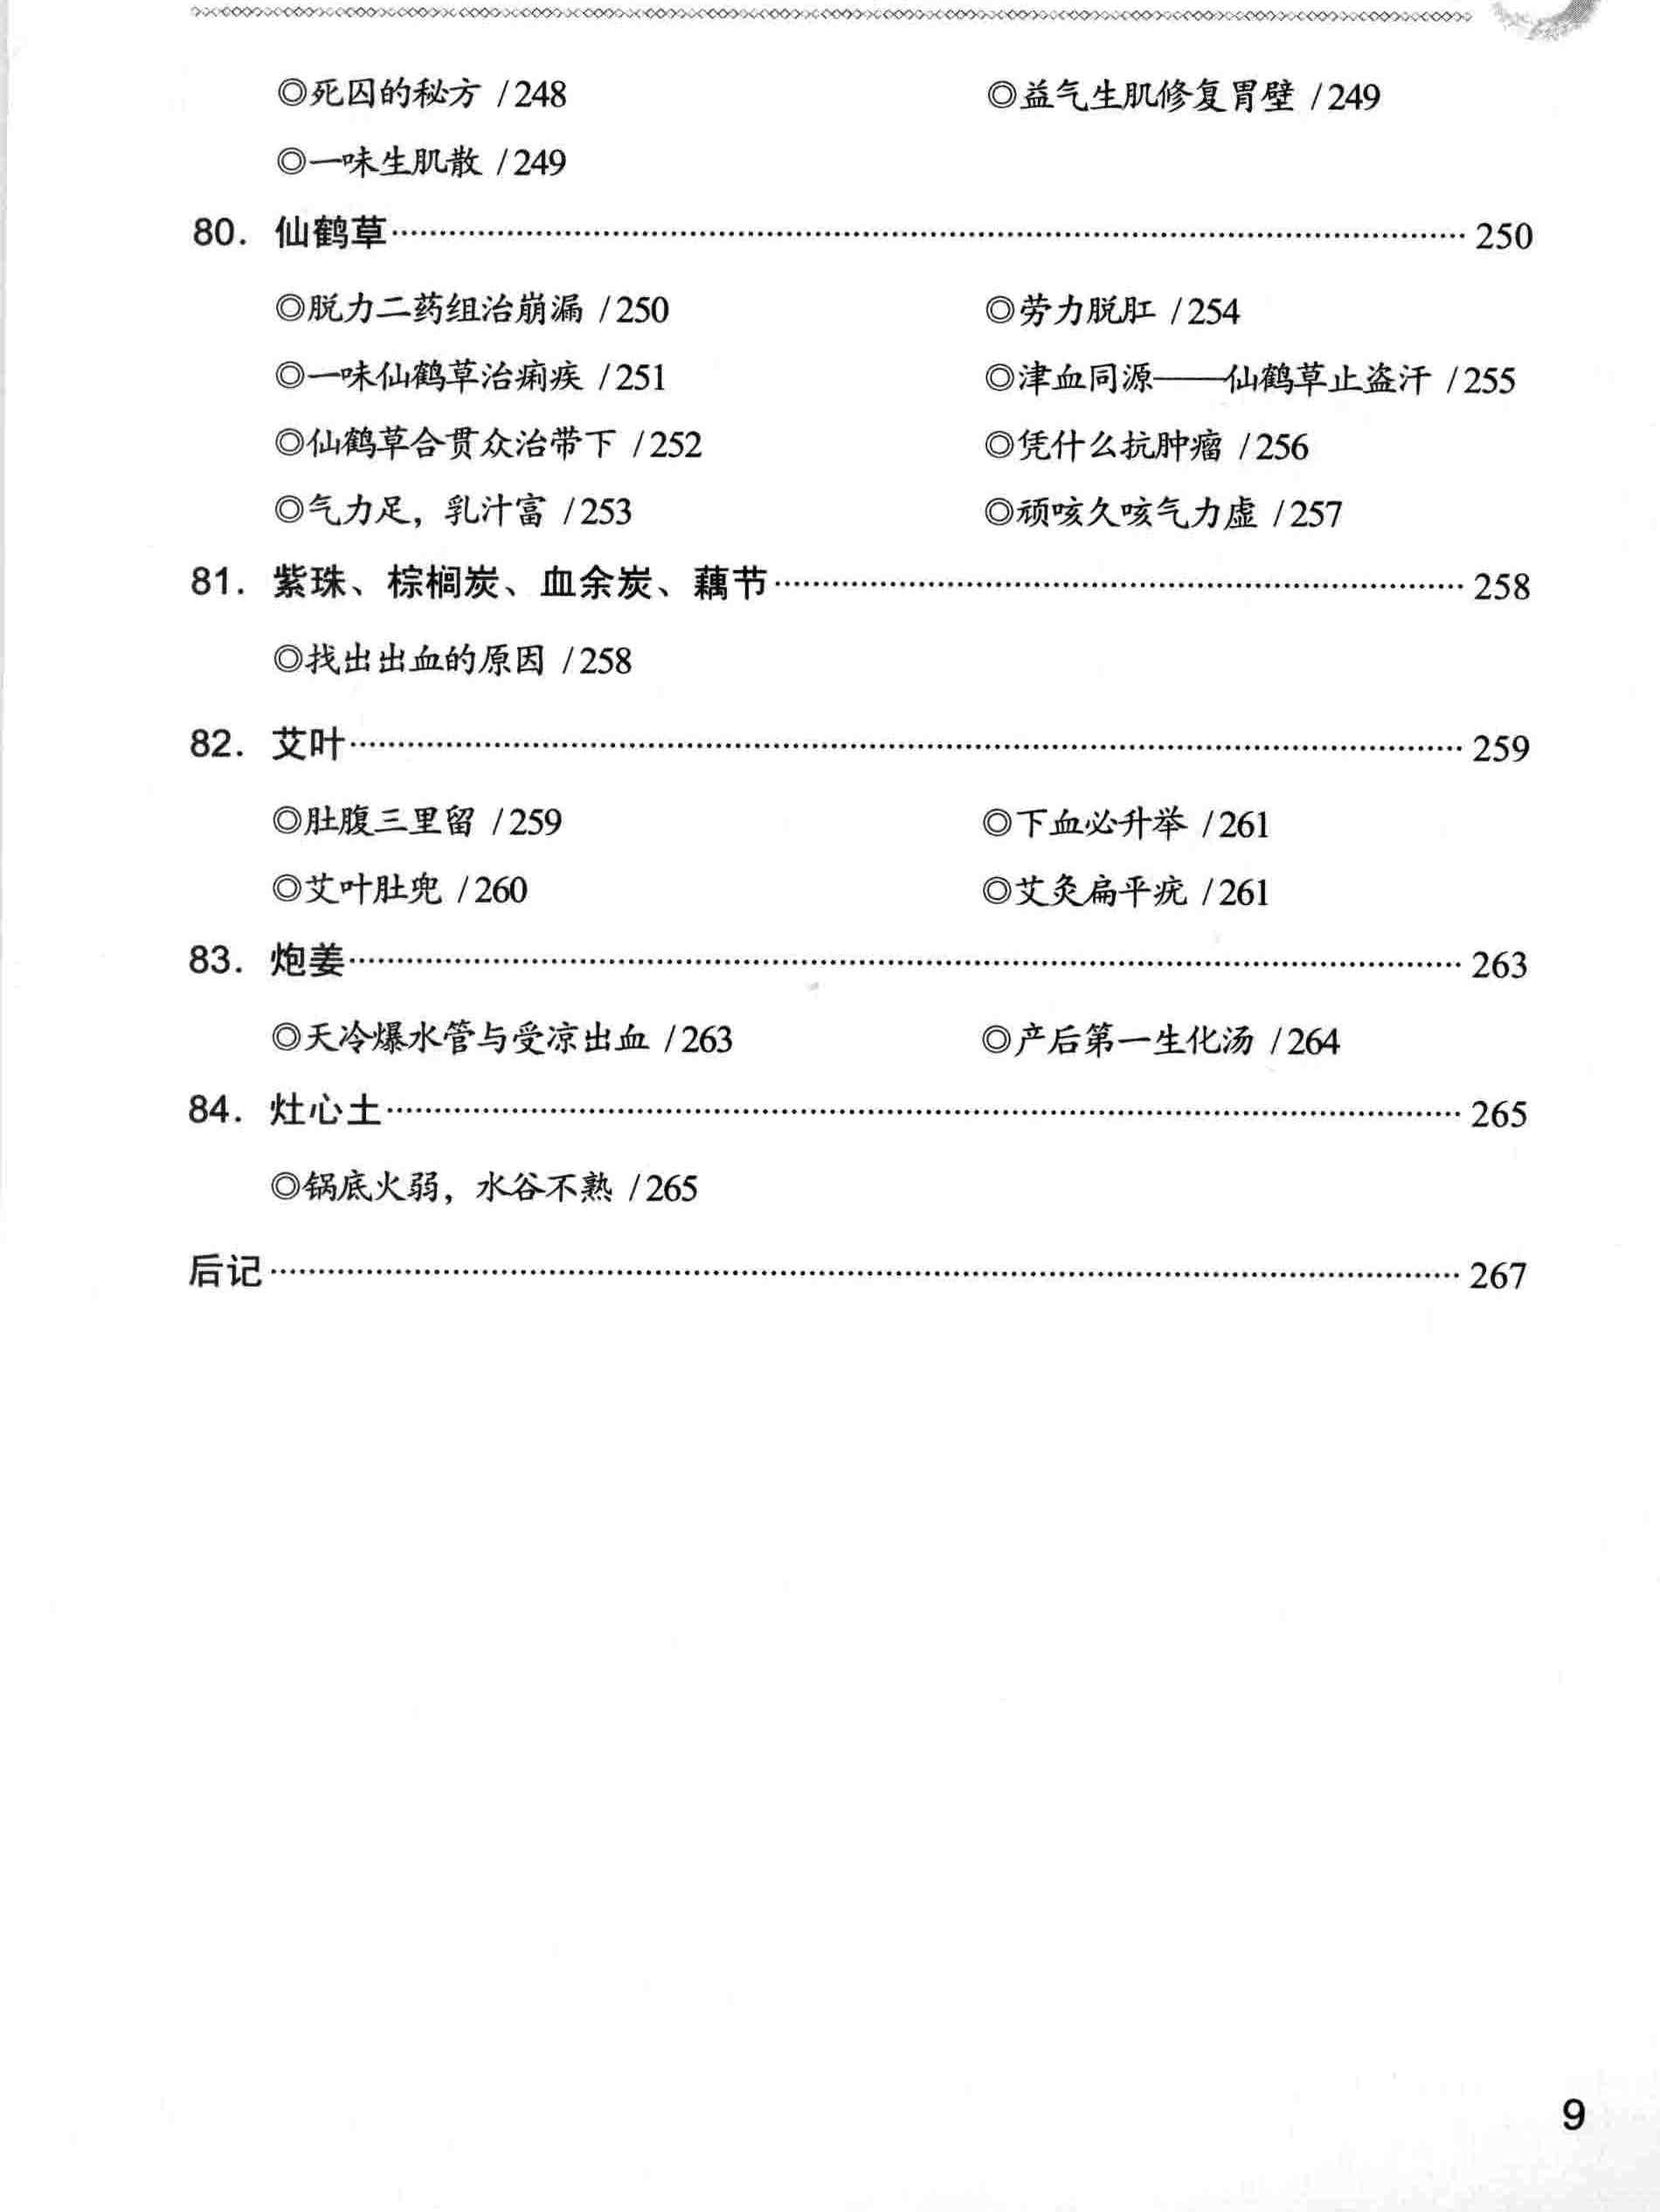 ◎死囚的秘方 /248 ◎益气生肌修复胃壁 /249
◎一味生肌散 /249
80. 仙鹤草 250
◎脱力二药组治崩漏 /250 ◎劳力脱肛 /254
◎一味仙鹤草治痢疾 /251 ◎津血同源——仙鹤草止盗汗 /255
◎仙鹤草合贯众治带下 /252 ◎凭什么抗肿瘤 /256
◎气力足，乳汁富 /253 ◎顽咳久咳气力虚 /257
81. 紫珠、棕榈炭、血余炭、藕节 258
◎找出出血的原因 /258
82. 艾叶 259
◎肚腹三里留 /259 ◎下血必升举 /261
◎艾叶肚兜 /260 ◎艾灸扁平疣 /261
83. 炮姜 263
◎天冷爆水管与受凉出血 /263 ◎产后第一生化汤 /264
84. 灶心土 265
◎锅底火弱，水谷不熟 /265
后记 267
9